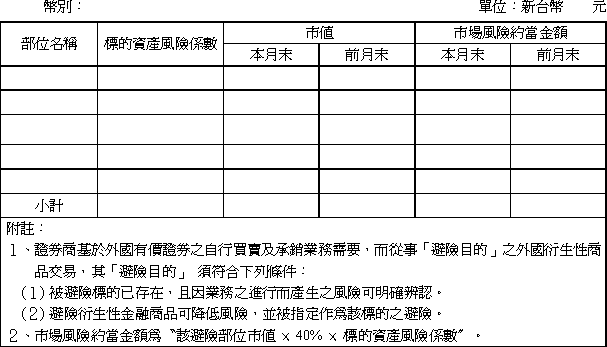 幣別： 單位：新台幣 元
部位名稱 標的資產風險係數 市值 市場風險約當金額
本月末 前月末 本月末 前月末
小計
附註：
１、證券商基於外國有價證券之自行買賣及承銷業務需要，而從事「避險目的」之外國衍生性商
品交易，其「避險目的」 須符合下列條件：
(1)被避險標的已存在，且因業務之進行而產生之風險可明確辨認。
(2)避險衍生性金融商品可降低風險，並被指定作為該標的之避險。
２、市場風險約當金額為〝該避險部位市值 × 40% × 標的資產風險係數〞。